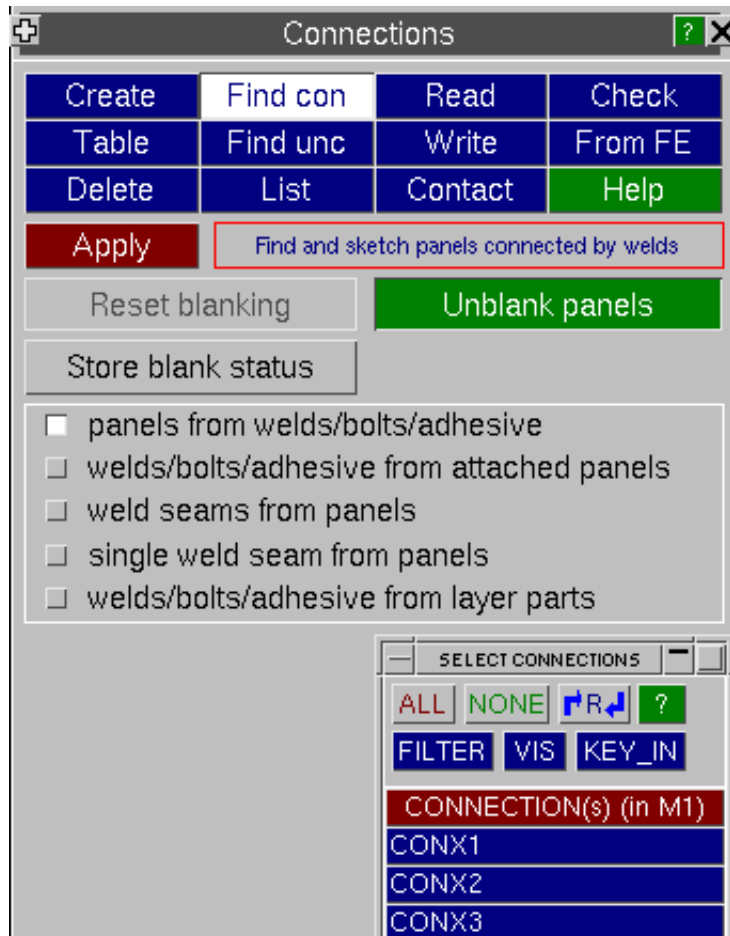 Connections ?
Create Find con Read Check
Table Find unc Write From FE
Delete List Contact Help
Apply Find and sketch panels connected by welds
Reset blanking Unblank panels
Store blank status
panels from welds/bolts/adhesive
welds/bolts/adhesive from attached panels
weld seams from panels
single weld seam from panels
welds/bolts/adhesive from layer parts
SELECT CONNECTIONS
ALL NONE R ?
FILTER VIS KEY_IN
CONNECTION(s) (in M1)
CONX1
CONX2
CONX3